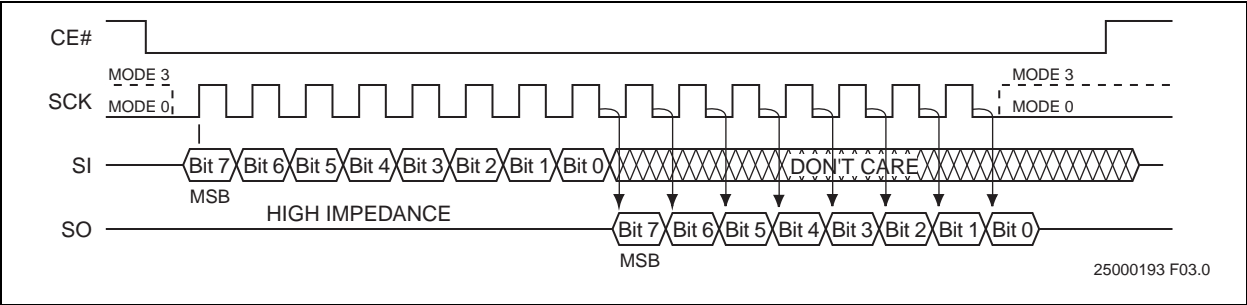 CE#
MODE 3 MODE 3
SCK MODE 0 MODE 0
SI Bit 7 Bit 6 Bit 5 Bit 4 Bit 3 Bit 2 Bit 1 Bit 0 DON'T CARE
MSB
HIGH IMPEDANCE
SO Bit 7 Bit 6 Bit 5 Bit 4 Bit 3 Bit 2 Bit 1 Bit 0
MSB
25000193 F03.0